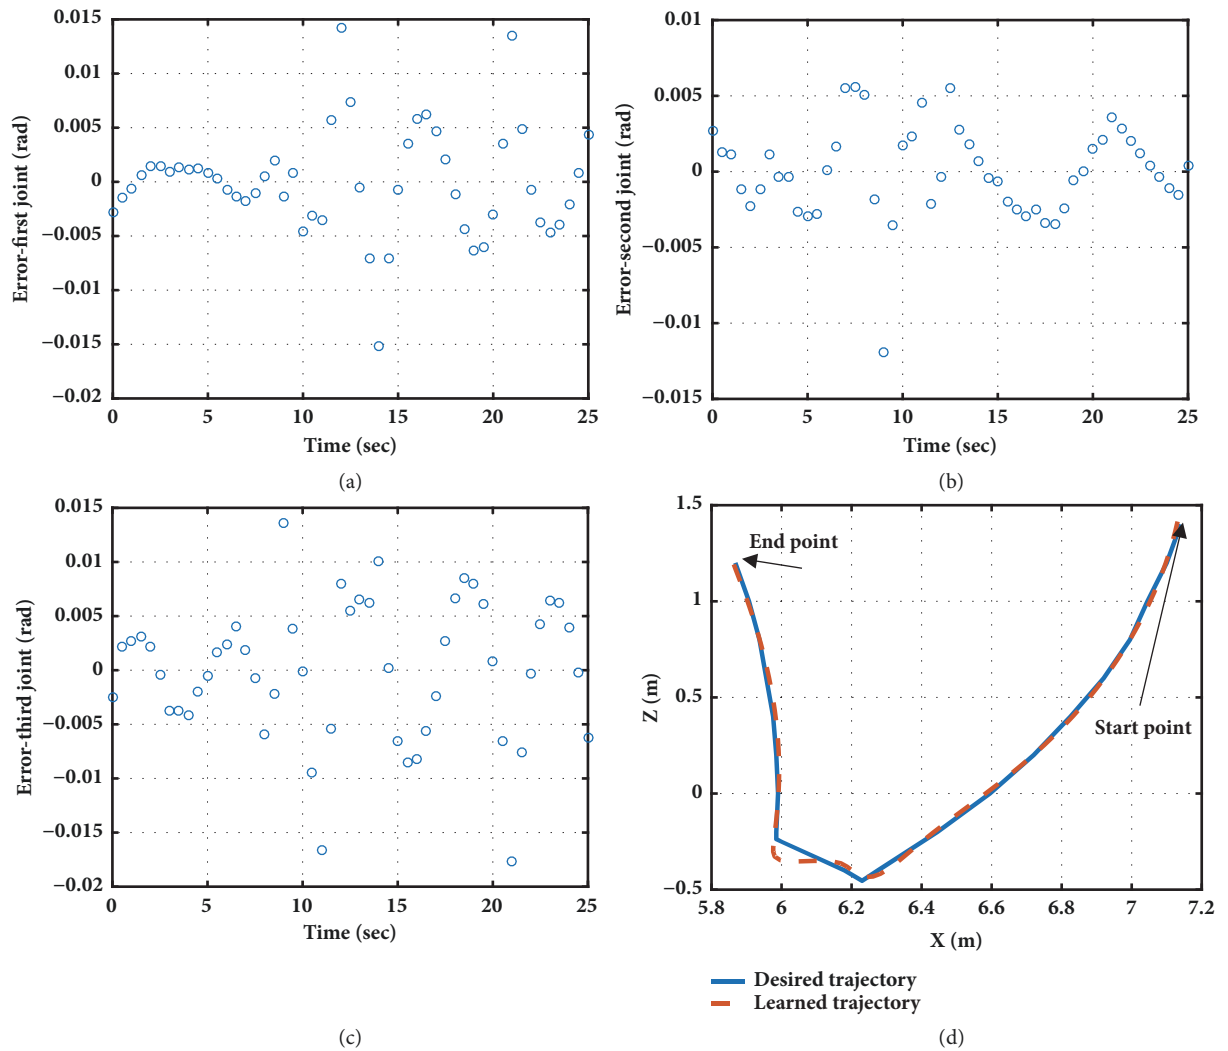 0.015
0.01
0.005
0
−0.005
−0.01
−0.015
−0.02
Error-first joint (rad)
0 5 10 15 20 25
Time (sec)
(a)
0.01
0.005
0
−0.005
−0.01
−0.015
Error-second joint (rad)
0 5 10 15 20 25
Time (sec)
(b)
0.015
0.01
0.005
0
−0.005
−0.01
−0.015
−0.02
Error-third joint (rad)
0 5 10 15 20 25
Time (sec)
(c)
1.5
1
0.5
0
−0.5
Z (m)
End point
Start point
5.8 6 6.2 6.4 6.6 6.8 7 7.2
X (m)
Desired trajectory
Learned trajectory
(d)